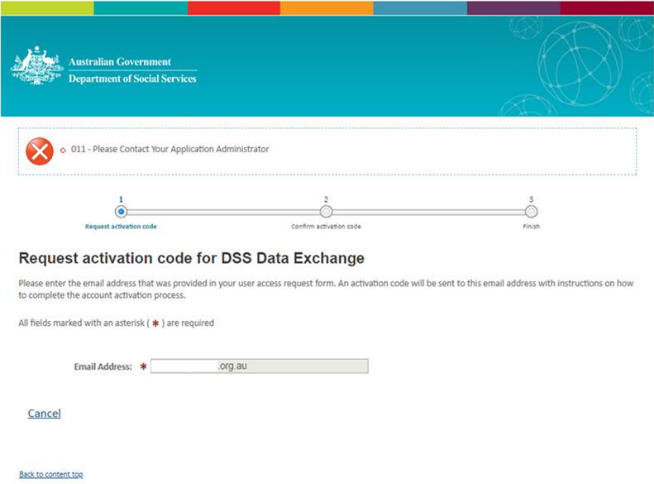 Australian Government
Department of Social Services
011 - Please Contact Your Application Administrator
1 2 3
Request activation code Confirm activation code Finish
Request activation code for DSS Data Exchange
Please enter the email address that was provided in your user access request form. An activation code will be sent to this email address with instructions on how
to complete the account activation process.
All fields marked with an asterisk ( * ) are required
Email Address: * .org.au
Cancel
Back to content top